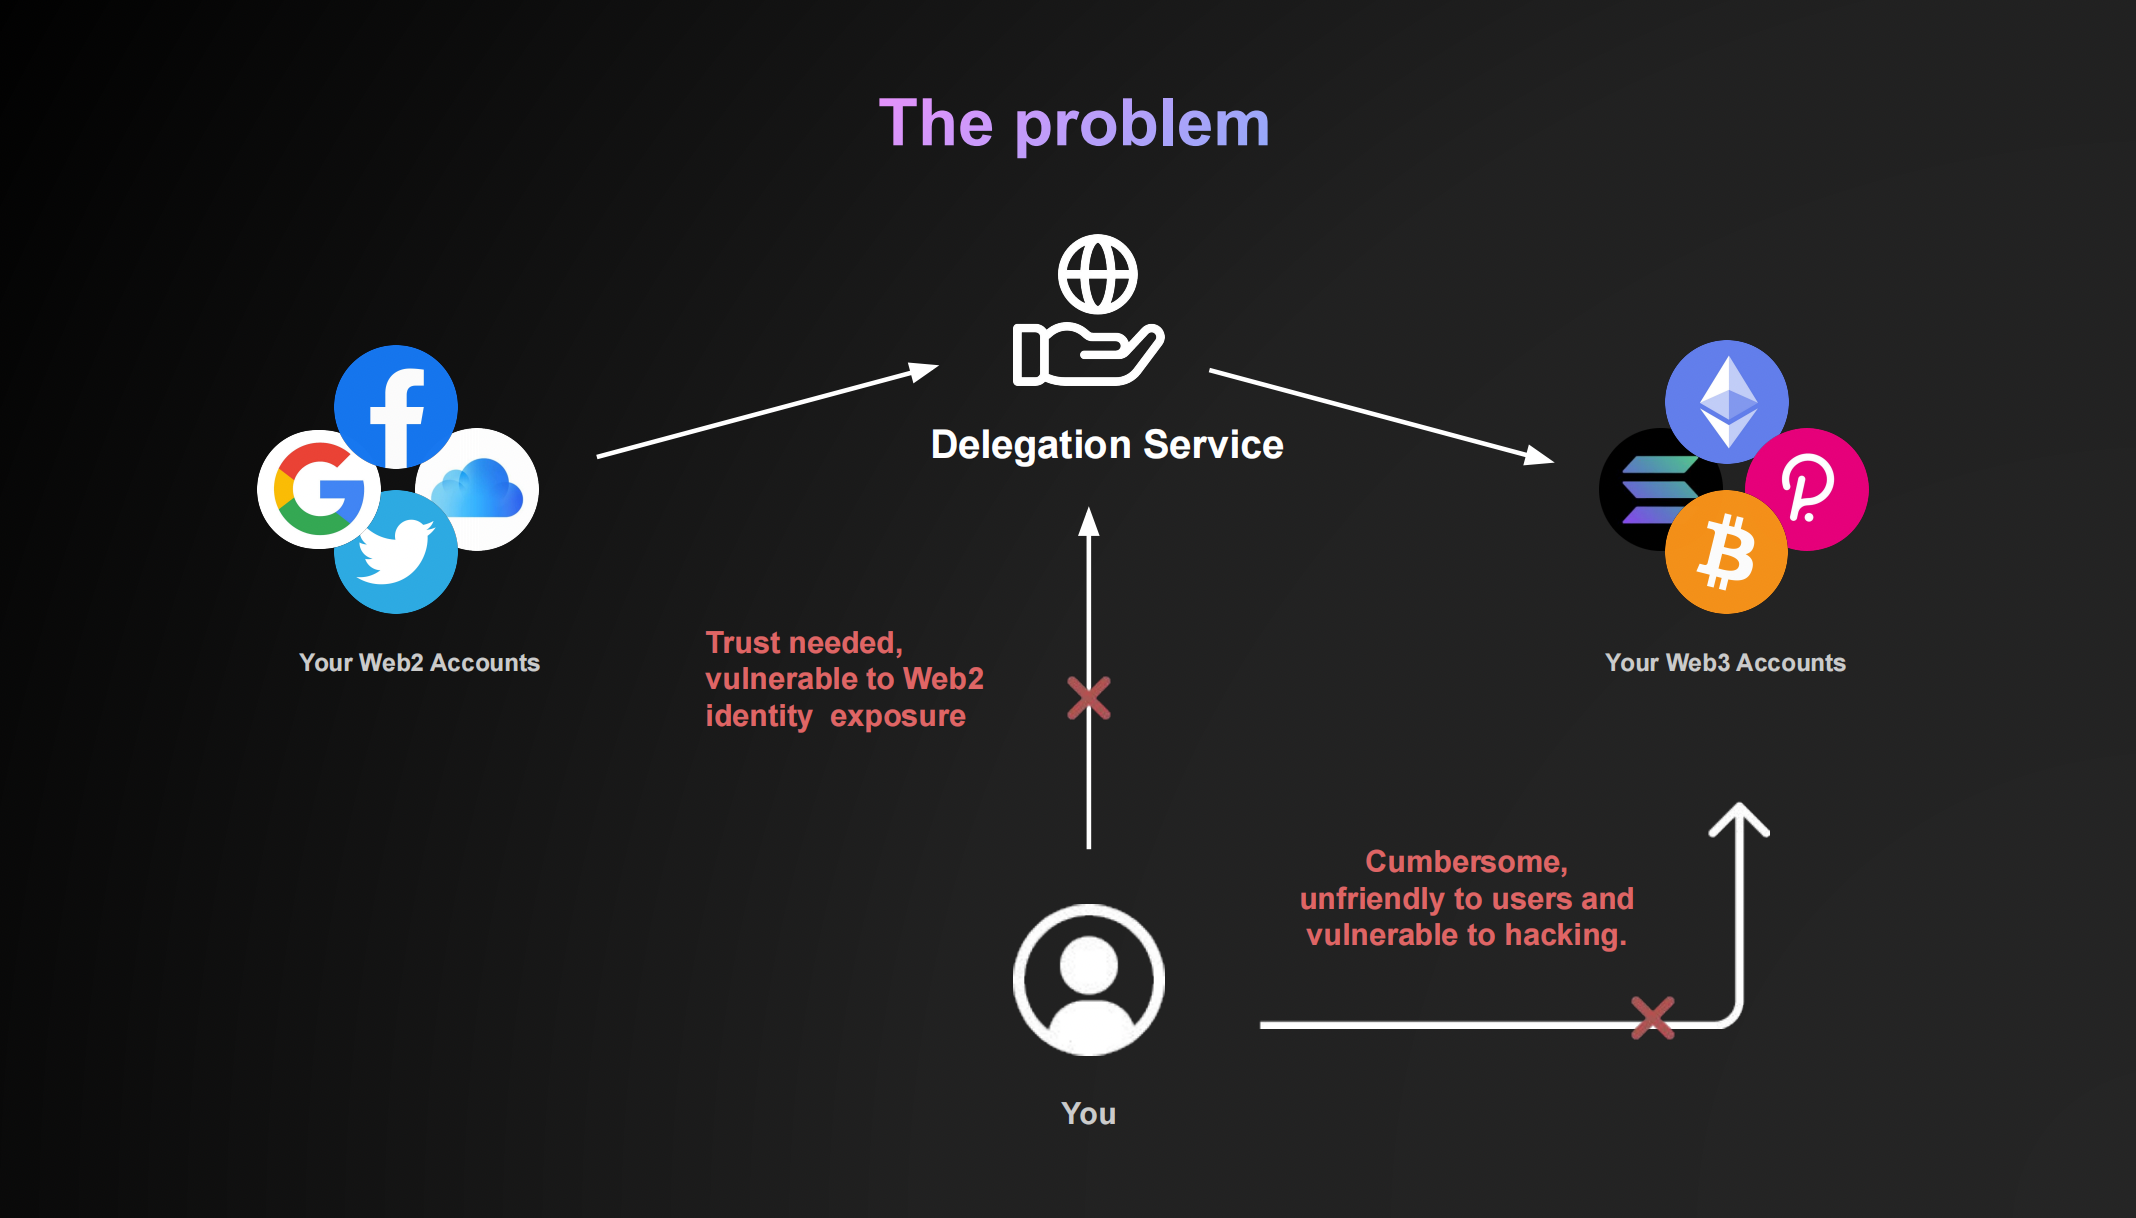 The problem
Delegation Service
Your Web2 Accounts
Your Web3 Accounts
Trust needed,
vulnerable to Web2
identity  exposure
Cumbersome,
unfriendly to users and
vulnerable to hacking.
You